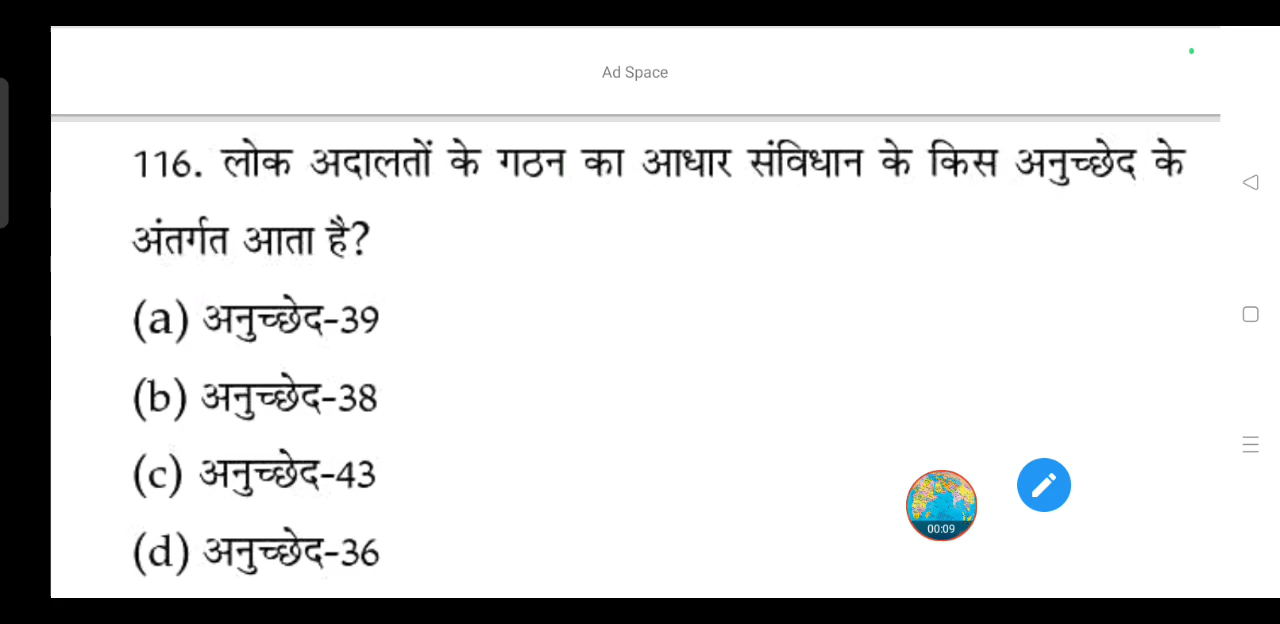 Ad Space
116. लोक अदालतों के गठन का आधार संविधान के किस अनुच्छेद के
अंतर्गत आता है?
(a) अनुच्छेद-39
(b) अनुच्छेद-38
(c) अनुच्छेद-43
(d) अनुच्छेद-36
00:09